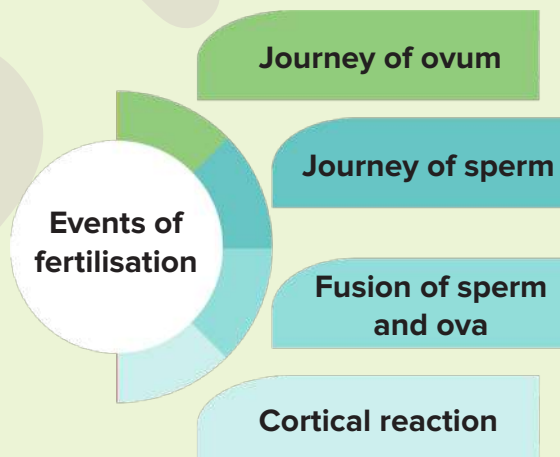 Journey of ovum
Journey of sperm
Events of
fertilisation
Fusion of sperm
and ova
Cortical reaction